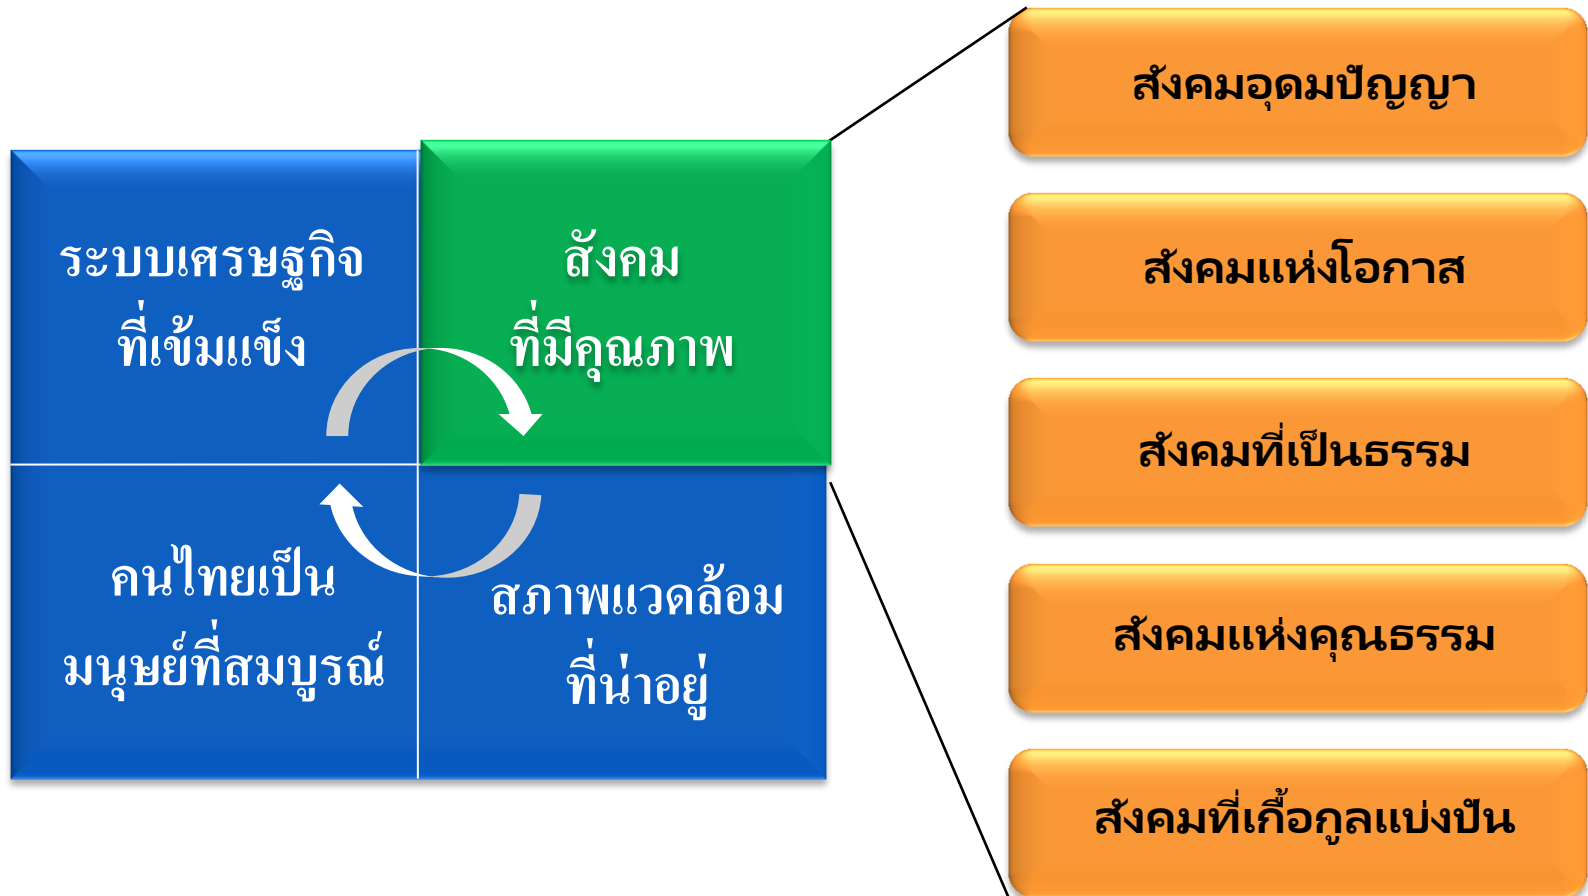 ระบบเศรษฐกิจ
ที่เข้มแข็ง
สังคม
ที่มีคุณภาพ
คนไทยเป็น
มนุษย์ที่สมบูรณ์
สภาพแวดล้อม
ที่น่าอยู่
สังคมอุดมปัญญา
สังคมแห่งโอกาส
สังคมที่เป็นธรรม
สังคมแห่งคุณธรรม
สังคมที่เกื้อกูลแบ่งปัน